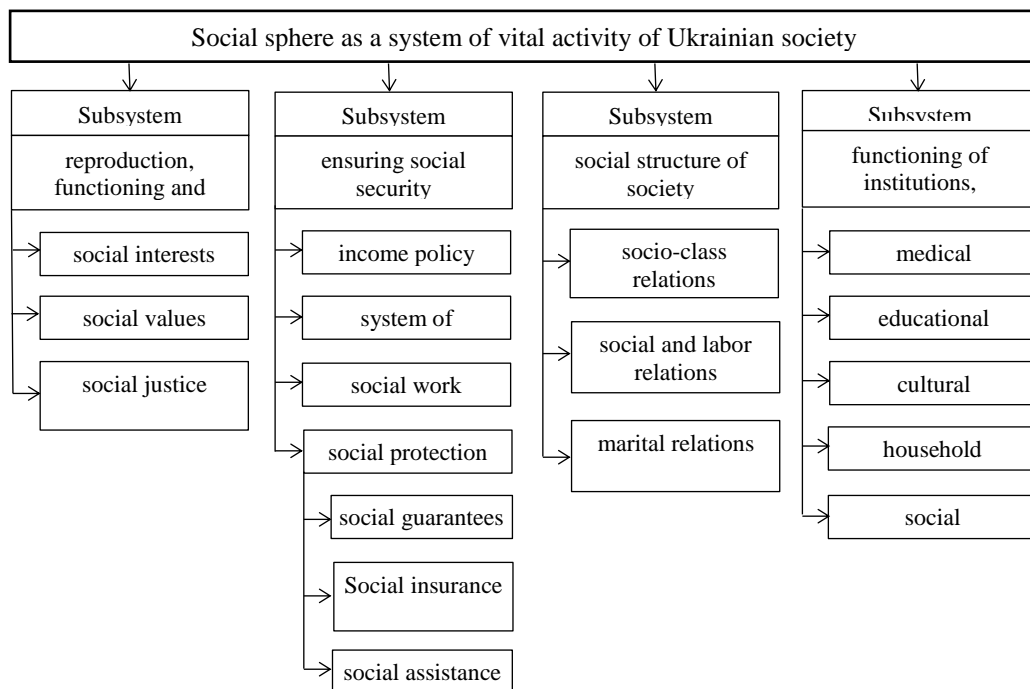 Social sphere as a system of vital activity of Ukrainian society
Subsystem
reproduction,
functioning and
social interests
social values
social justice
Subsystem
ensuring social
security
income policy
system of
social work
social protection
social guarantees
Social insurance
social assistance
Subsystem
social structure of
society
socio-class
relations
social and labor
relations
marital relations
Subsystem
functioning of
institutions,
medical
educational
cultural
household
social